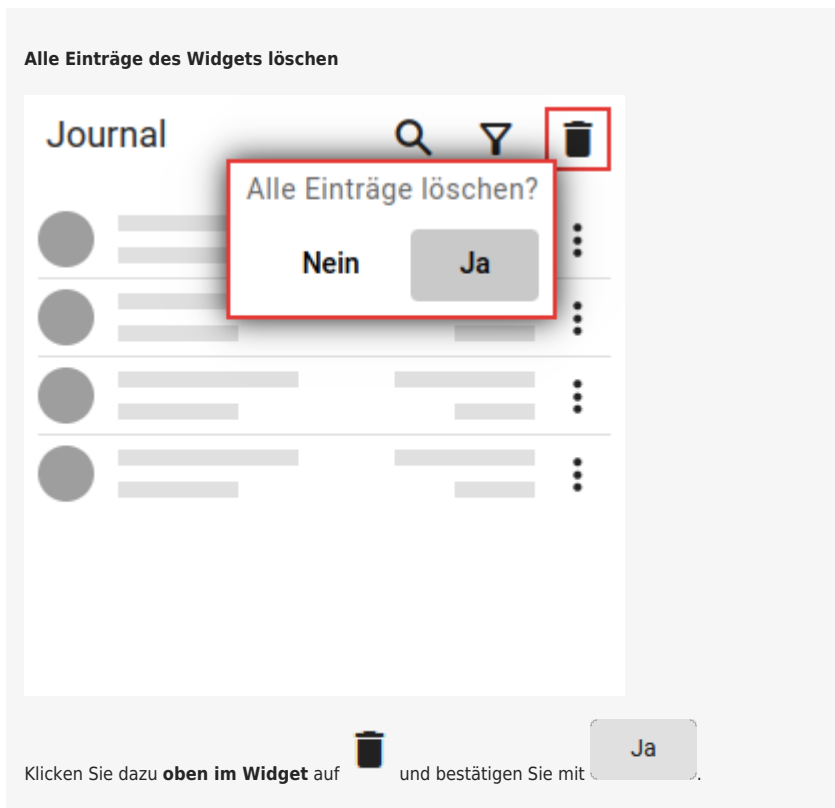 Alle Einträge des Widgets löschen
Journal
Alle Einträge löschen?
Nein Ja
Klicken Sie dazu oben im Widget auf und bestätigen Sie mit Ja.